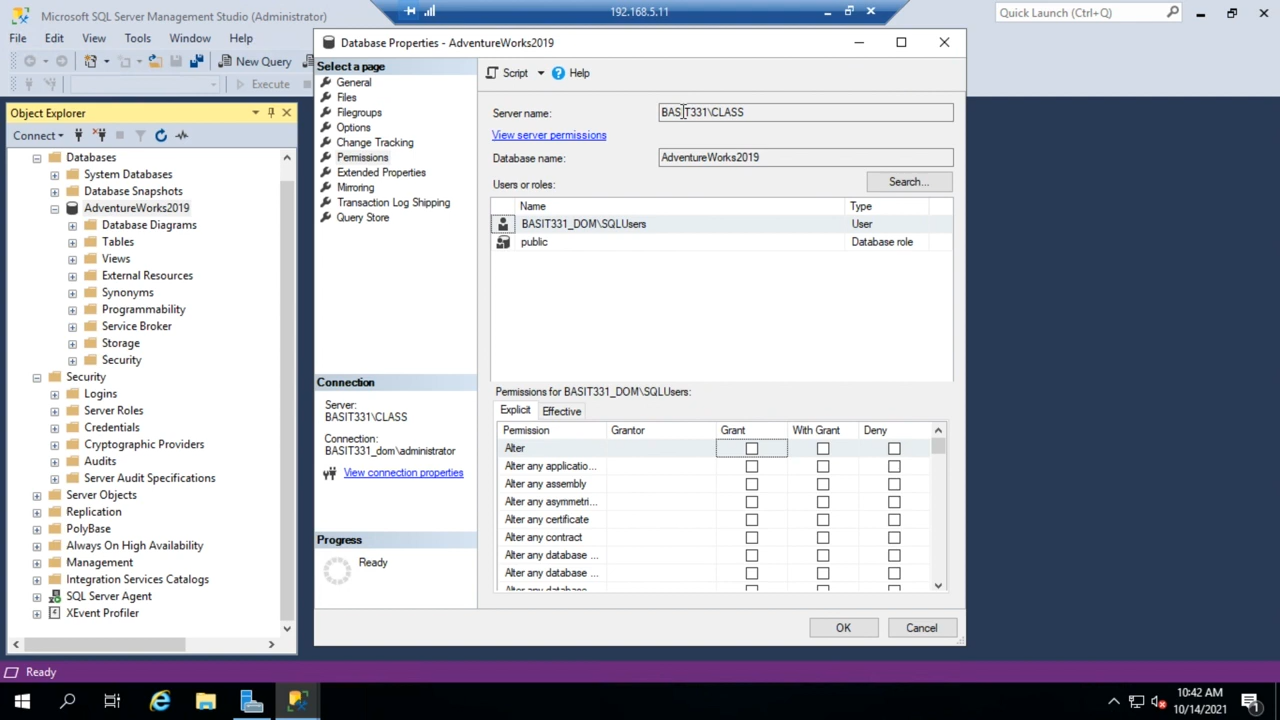 Microsoft SQL Server Management Studio (Administrator)
192.168.5.11
Quick Launch (Ctrl+Q)
File Edit View Tools Window Help
New Query
Execute
Object Explorer
Connect
Databases
System Databases
Database Snapshots
AdventureWorks2019
Database Diagrams
Tables
Views
External Resources
Synonyms
Programmability
Service Broker
Storage
Security
Security
Logins
Server Roles
Credentials
Cryptographic Providers
Audits
Server Audit Specifications
Server Objects
Replication
PolyBase
Always On High Availability
Management
Integration Services Catalogs
SQL Server Agent
XEvent Profiler
Database Properties - AdventureWorks2019
Select a page
General
Files
Filegroups
Options
Change Tracking
Permissions
Extended Properties
Mirroring
Transaction Log Shipping
Query Store
Connection
Server:
BASIT331\CLASS
Connection:
BASIT331_dom\administrator
View connection properties
Progress
Ready
Script Help
Server name: BASIT331\CLASS
View server permissions
Database name: AdventureWorks2019
Users or roles: Search...
Name Type
BASIT331_DOM\SQLUsers User
public Database role
Permissions for BASIT331_DOM\SQLUsers:
Explicit Effective
Permission Grantor Grant With Grant Deny
Alter
Alter any applicatio...
Alter any assembly
Alter any asymmetri...
Alter any certificate
Alter any contract
Alter any database ...
Alter any database ...
Alter any database
OK Cancel
Ready
10:42 AM
10/14/2021
1